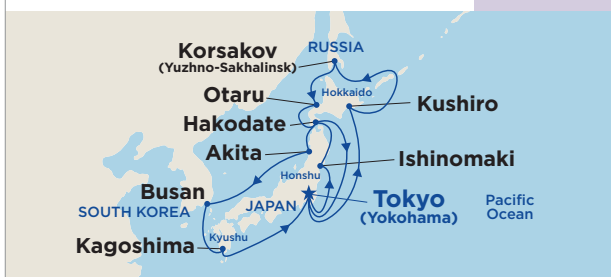 Korsakov
(Yuzhno-Sakhalinsk)
RUSSIA
Otaru
Hokkaido
Kushiro
Hakodate
Akita
Ishinomaki
Honshu
Busan
SOUTH KOREA
JAPAN
Tokyo
(Yokohama)
Pacific
Ocean
Kyushu
Kagoshima